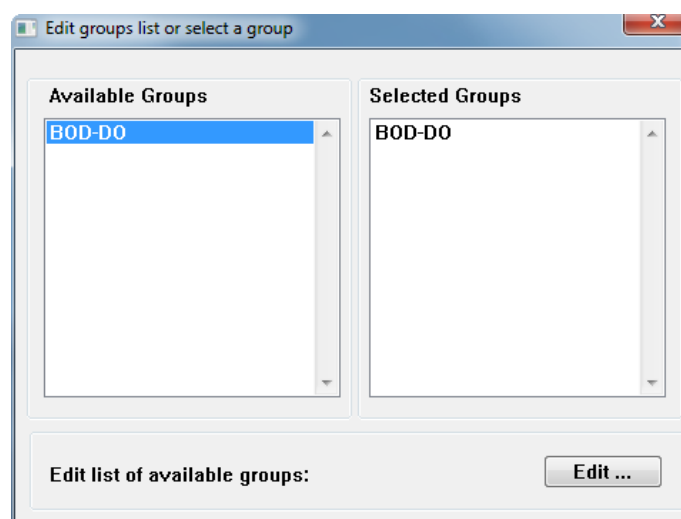 Edit groups list or select a group
Available Groups
Selected Groups
BOD-DO
BOD-DO
Edit list of available groups:
Edit ...